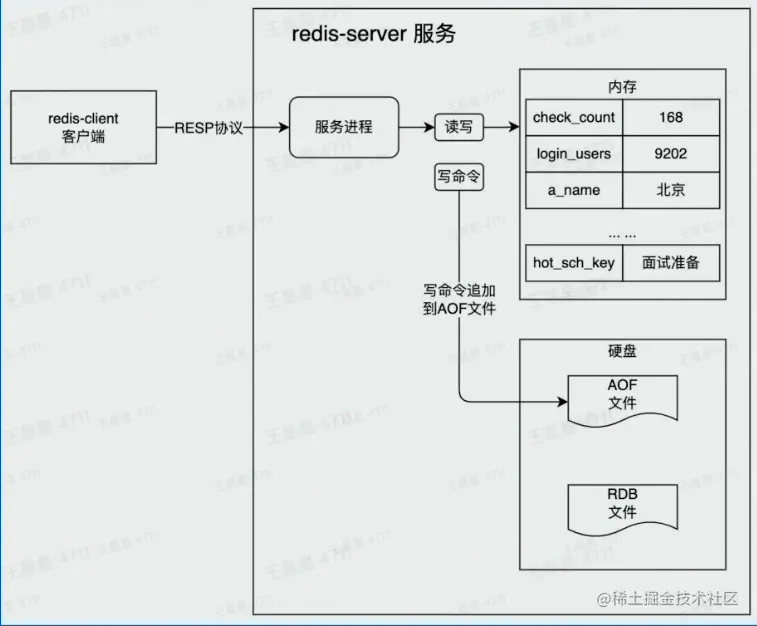 redis-server 服务
redis-client
客户端
RESP协议
服务进程
读写
写命令
写命令追加
到AOF文件
内存
check_count 168
login_users 9202
a_name 北京
... ...
hot_sch_key 面试准备
硬盘
AOF
文件
RDB
文件
@稀土掘金技术社区